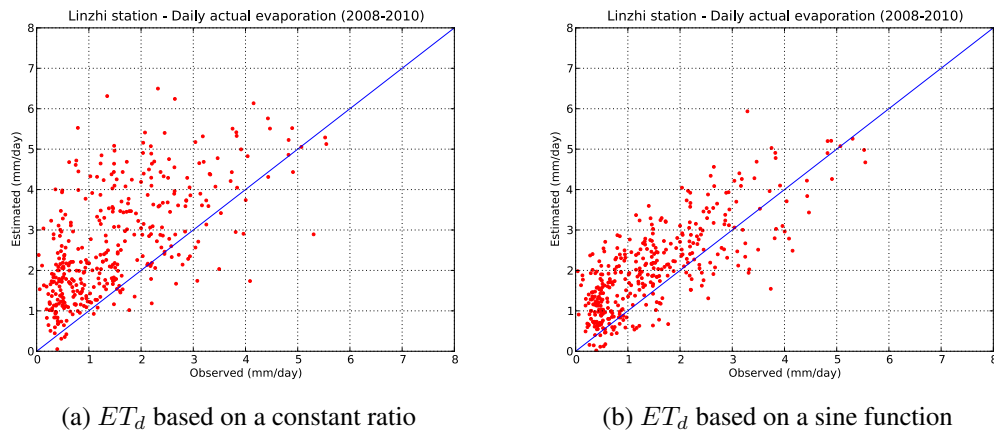 Linzhi station - Daily actual evaporation (2008-2010)
8
7
6
5
4
3
2
1
0
Estimated (mm/day)
0 1 2 3 4 5 6 7 8
Observed (mm/day)
(a) ET_d based on a constant ratio
Linzhi station - Daily actual evaporation (2008-2010)
8
7
6
5
4
3
2
1
0
Estimated (mm/day)
0 1 2 3 4 5 6 7 8
Observed (mm/day)
(b) ET_d based on a sine function